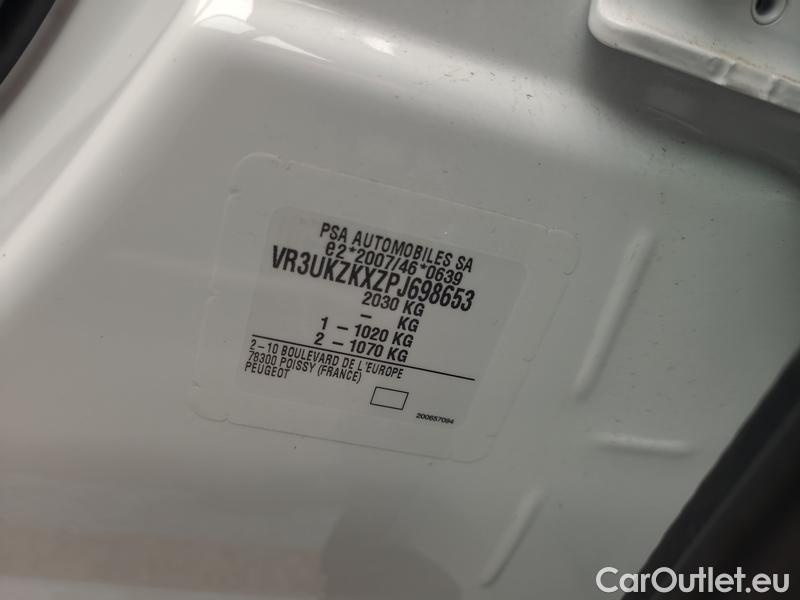 PSA AUTOMOBILES SA
e2*2007/46*0639
VR3UKZKXZPJ698653
2030 KG
– KG
1 – 1020 KG
2 – 1070 KG
2 – 10 BOULEVARD DE L'EUROPE
78300 POISSY (FRANCE)
PEUGEOT
200657094
CarOutlet.eu